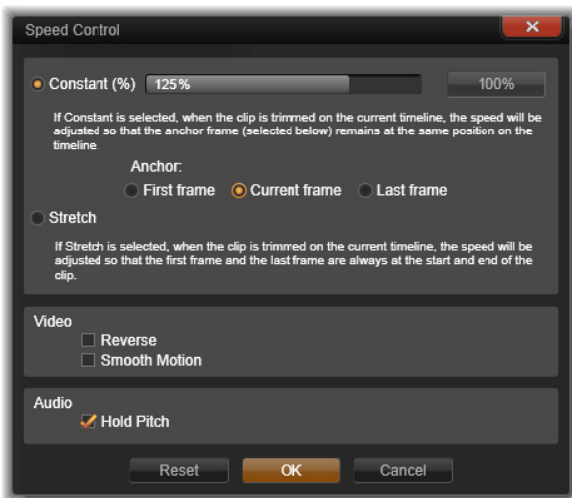 Speed Control
Constant (%) 125% 100%
If Constant is selected, when the clip is trimmed on the current timeline, the speed will be
adjusted so that the anchor frame (selected below) remains at the same position on the
timeline.
Anchor:
First frame Current frame Last frame
Stretch
If Stretch is selected, when the clip is trimmed on the current timeline, the speed will be
adjusted so that the first frame and the last frame are always at the start and end of the
clip.
Video
Reverse
Smooth Motion
Audio
Hold Pitch
Reset OK Cancel